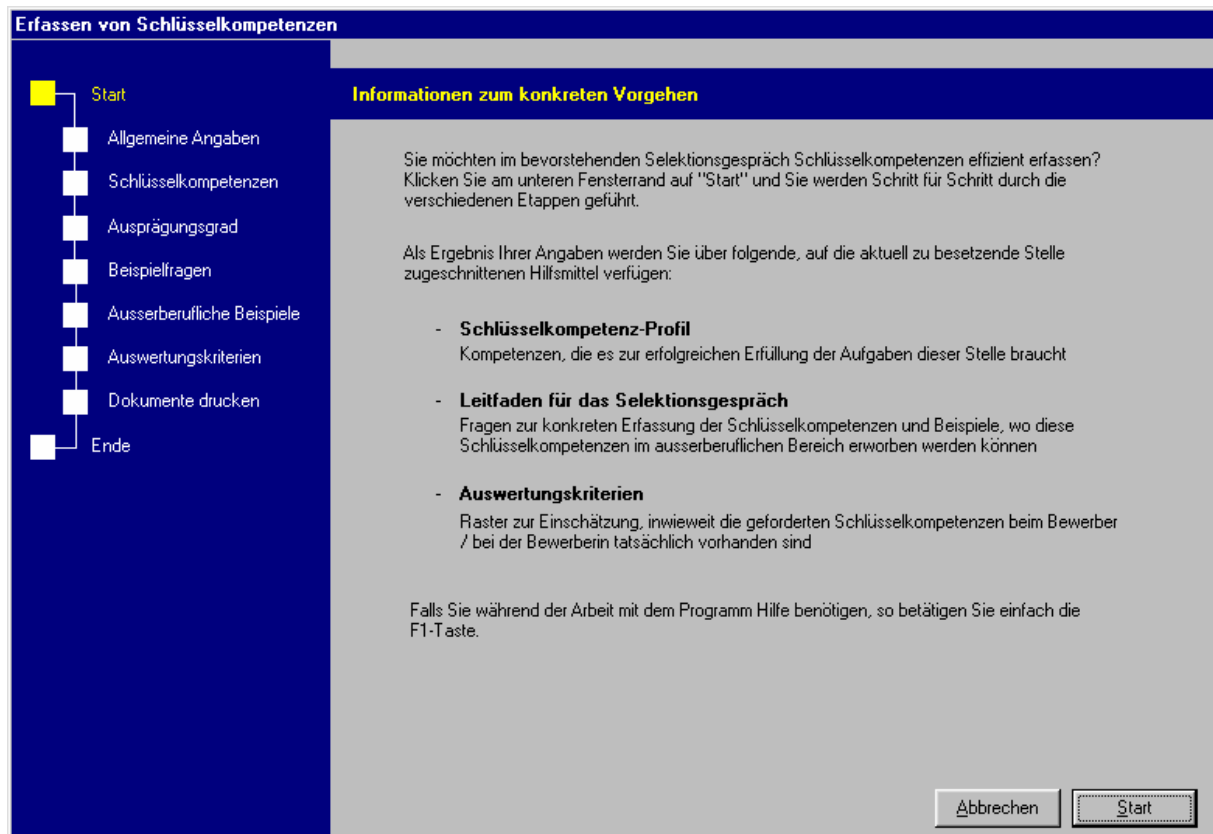 Erfassen von Schlüsselkompetenzen
Start
Allgemeine Angaben
Schlüsselkompetenzen
Ausprägungsgrad
Beispielfragen
Ausserberufliche Beispiele
Auswertungskriterien
Dokumente drucken
Ende
Informationen zum konkreten Vorgehen
Sie möchten im bevorstehenden Selektionsgespräch Schlüsselkompetenzen effizient erfassen?
Klicken Sie am unteren Fensterrand auf "Start" und Sie werden Schritt für Schritt durch die
verschiedenen Etappen geführt.
Als Ergebnis Ihrer Angaben werden Sie über folgende, auf die aktuell zu besetzende Stelle
zugeschnittenen Hilfsmittel verfügen:
- Schlüsselkompetenz-Profil
Kompetenzen, die es zur erfolgreichen Erfüllung der Aufgaben dieser Stelle braucht
- Leitfaden für das Selektionsgespräch
Fragen zur konkreten Erfassung der Schlüsselkompetenzen und Beispiele, wo diese
Schlüsselkompetenzen im ausserberuflichen Bereich erworben werden können
- Auswertungskriterien
Raster zur Einschätzung, inwieweit die geforderten Schlüsselkompetenzen beim Bewerber
/ bei der Bewerberin tatsächlich vorhanden sind
Falls Sie während der Arbeit mit dem Programm Hilfe benötigen, so betätigen Sie einfach die
F1-Taste.
Abbrechen
Start